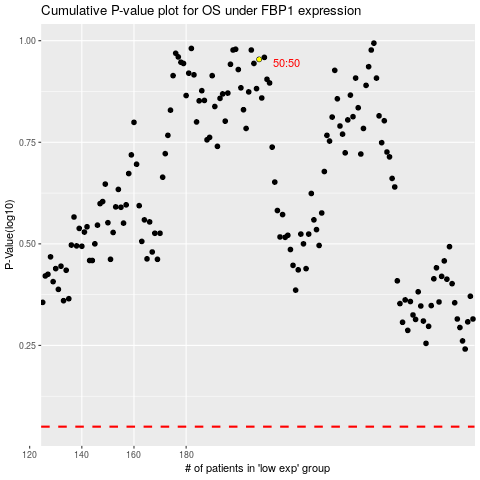 Cumulative P-value plot for OS under FBP1 expression
1.00
50:50
0.75
P-Value(log10)
0.50
0.25
120 140 160 180
# of patients in 'low exp' group